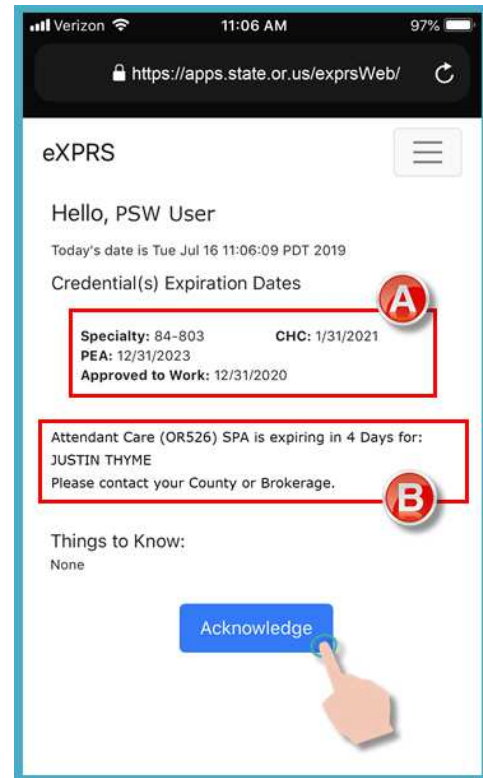 Verizon 11:06 AM 97%
https://apps.state.or.us/exprsWeb/
eXPRS
Hello, PSW User
Today's date is Tue Jul 16 11:06:09 PDT 2019
Credential(s) Expiration Dates
A
Specialty: 84-803 CHC: 1/31/2021
PEA: 12/31/2023
Approved to Work: 12/31/2020
Attendant Care (OR526) SPA is expiring in 4 Days for:
JUSTIN THYME
Please contact your County or Brokerage.
B
Things to Know:
None
Acknowledge